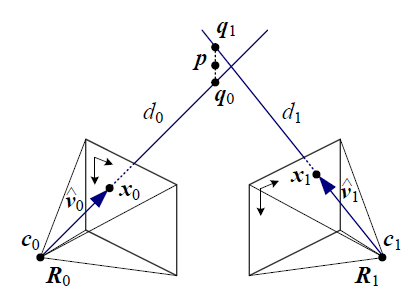 q₁
p
q₀
d₀ d₁
v̂₀ x₀ x₁ v̂₁
c₀ c₁
R₀ R₁